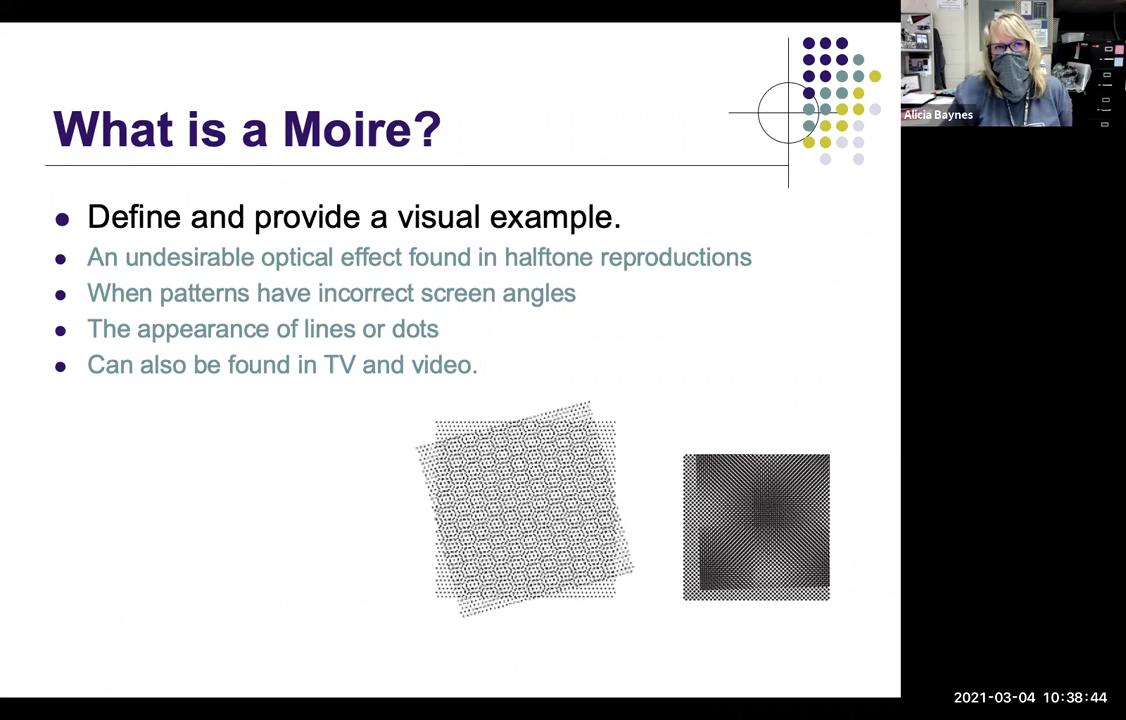 What is a Moire?
Define and provide a visual example.
An undesirable optical effect found in halftone reproductions
When patterns have incorrect screen angles
The appearance of lines or dots
Can also be found in TV and video.
Alicia Baynes
2021-03-04 10:38:44